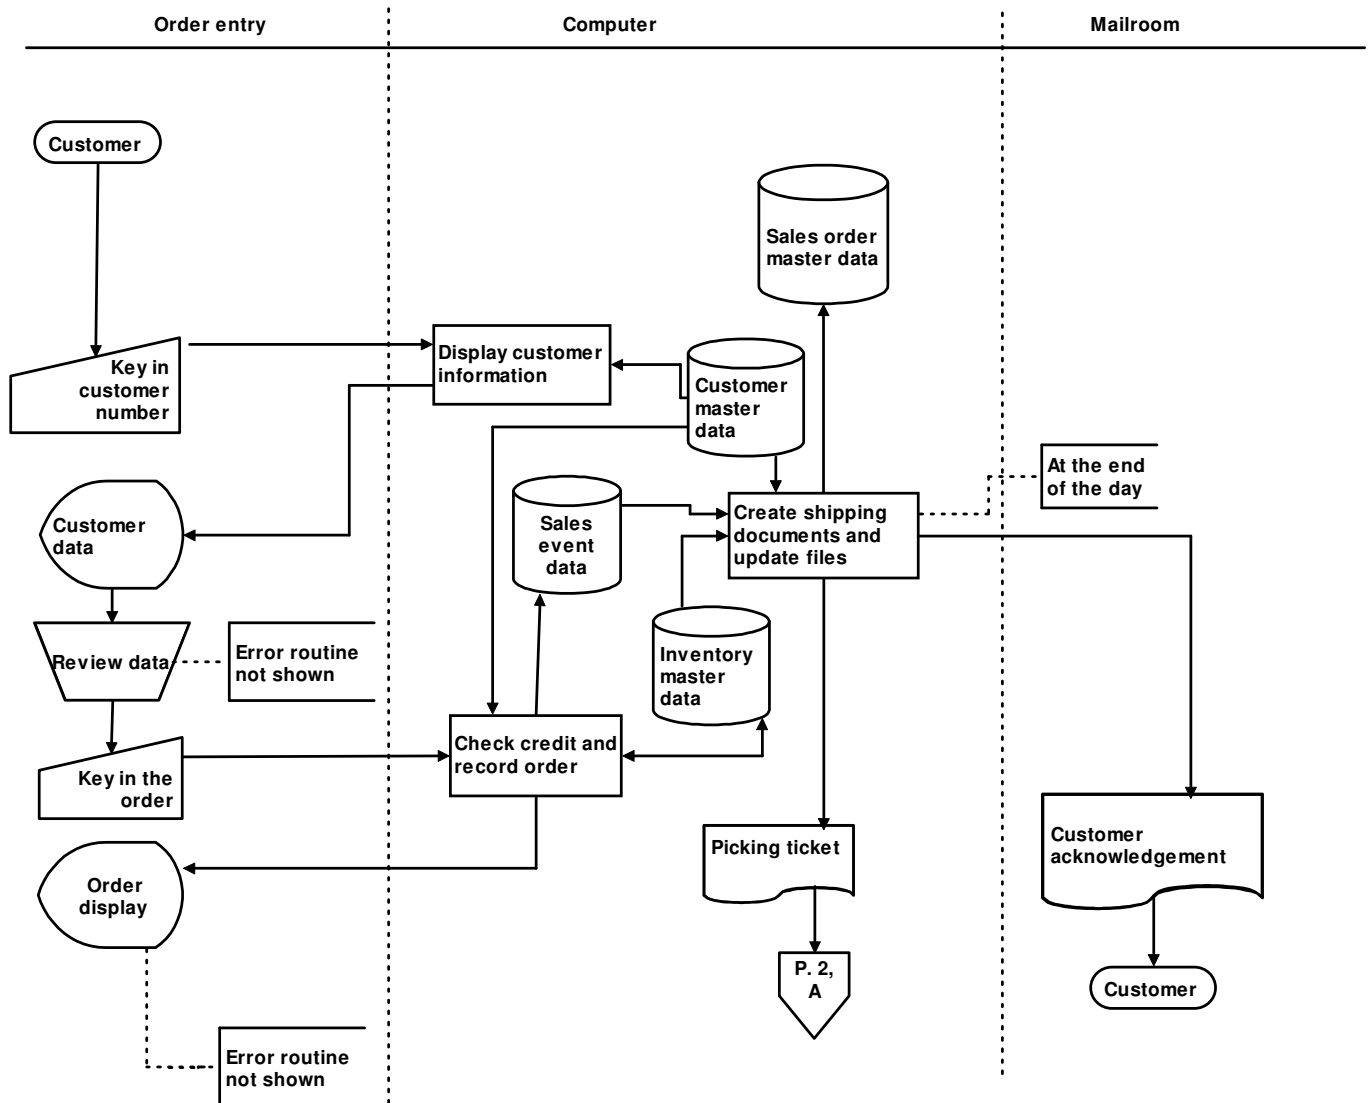 Order entry
Computer
Mailroom
Customer
Sales order
master data
Key in
customer
number
Display customer
information
Customer
master
data
At the end
of the day
Customer
data
Sales
event
data
Create shipping
documents and
update files
Review data
Error routine
not shown
Inventory
master
data
Key in the
order
Check credit and
record order
Picking ticket
Customer
acknowledgement
Order
display
P. 2,
A
Customer
Error routine
not shown